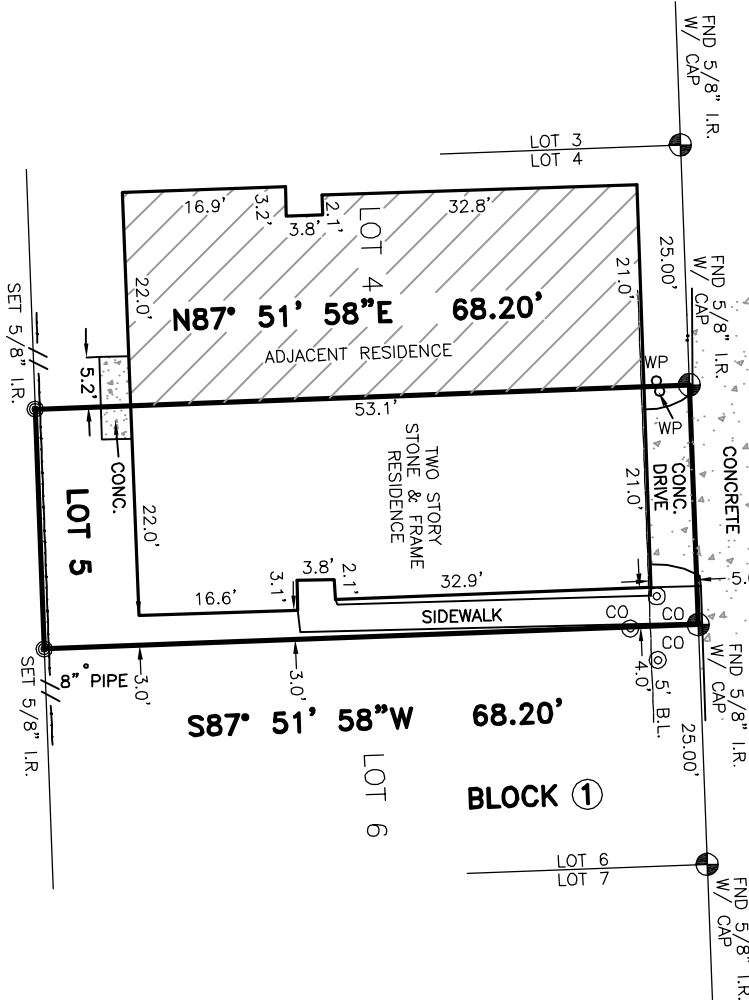 FND 5/8" I.R.
W/ CAP
LOT 3
LOT 4
16.9'
3.2'
3.8'
2.1'
32.8'
LOT 4
25.00'
21.0'
22.0'
FND 5/8" I.R.
W/ CAP
N87° 51' 58"E 68.20'
ADJACENT RESIDENCE
SET 5/8" I.R.
5.2'
WP
WP
53.1'
CONC.
TWO STORY
STONE & FRAME
RESIDENCE
21.0'
CONC.
DRIVE
CONCRETE
LOT 5
22.0'
3.1'
3.8'
2.1'
32.9'
16.6'
SIDEWALK
CO
CO
CO
8" PIPE
3.0'
3.0'
4.0'
5' B.L.
SET 5/8" I.R.
FND 5/8" I.R.
W/ CAP
S87° 51' 58"W 68.20'
25.00'
LOT 6
BLOCK 1
LOT 6
LOT 7
FND 5/8" I.R.
W/ CAP